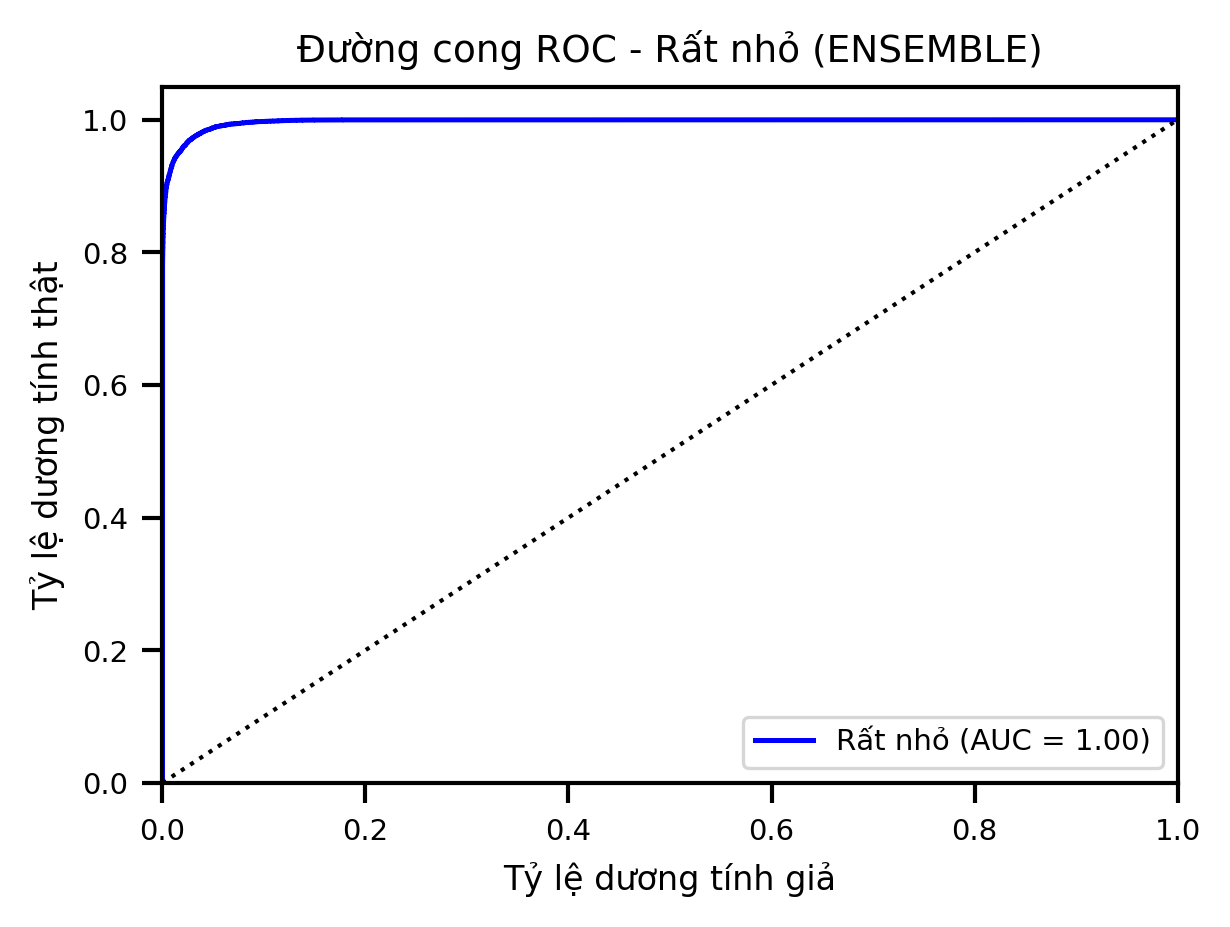 Đường cong ROC - Rất nhỏ (ENSEMBLE)
Tỷ lệ dương tính thật
1.0
0.8
0.6
0.4
0.2
0.0
Rất nhỏ (AUC = 1.00)
0.0 0.2 0.4 0.6 0.8 1.0
Tỷ lệ dương tính giả